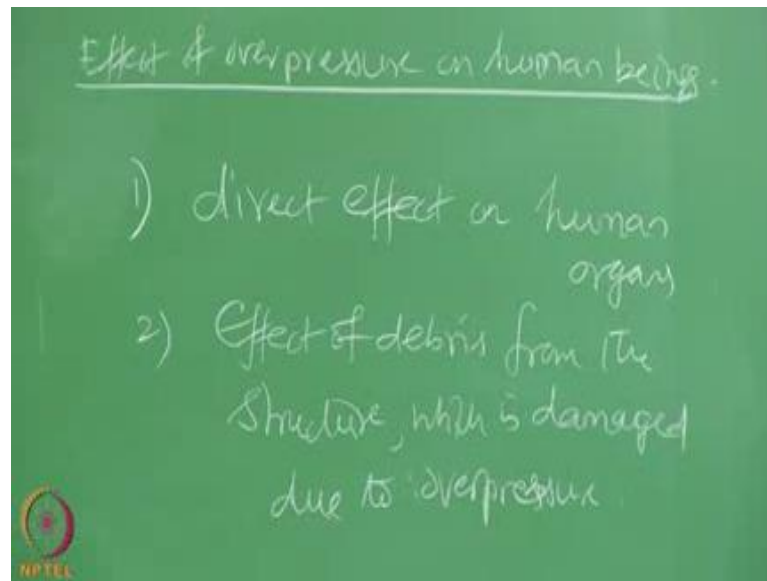 Effect of overpressure on human beings.
1) direct effect on human
organs
2) Effect of debris from the
structure, which is damaged
due to overpressure
NPTEL